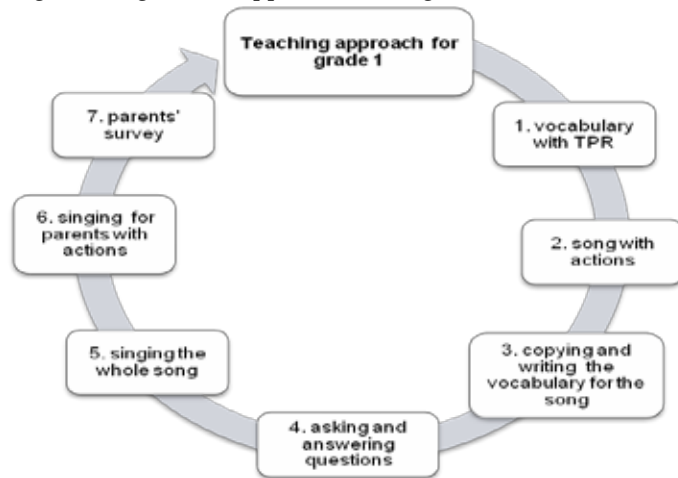 Teaching approach for
grade 1
1. vocabulary
with TPR
2. song with
actions
3. copying and
writing the
vocabulary for the
song
4. asking and
answering
questions
5. singing the
whole song
6. singing for
parents with
actions
7. parents'
survey